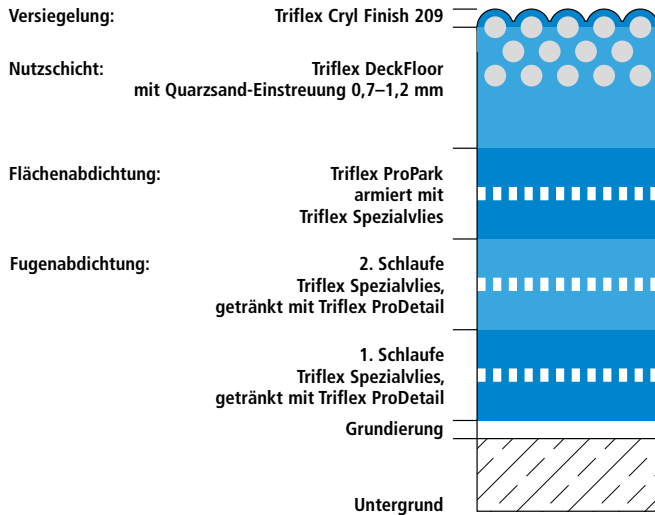 Versiegelung: Triflex Cryl Finish 209
Nutzschicht: Triflex DeckFloor
mit Quarzsand-Einstreuung 0,7–1,2 mm
Flächenabdichtung: Triflex ProPark
armiert mit
Triflex Spezialvlies
Fugenabdichtung: 2. Schlaufe
Triflex Spezialvlies,
getränkt mit Triflex ProDetail
1. Schlaufe
Triflex Spezialvlies,
getränkt mit Triflex ProDetail
Grundierung
Untergrund